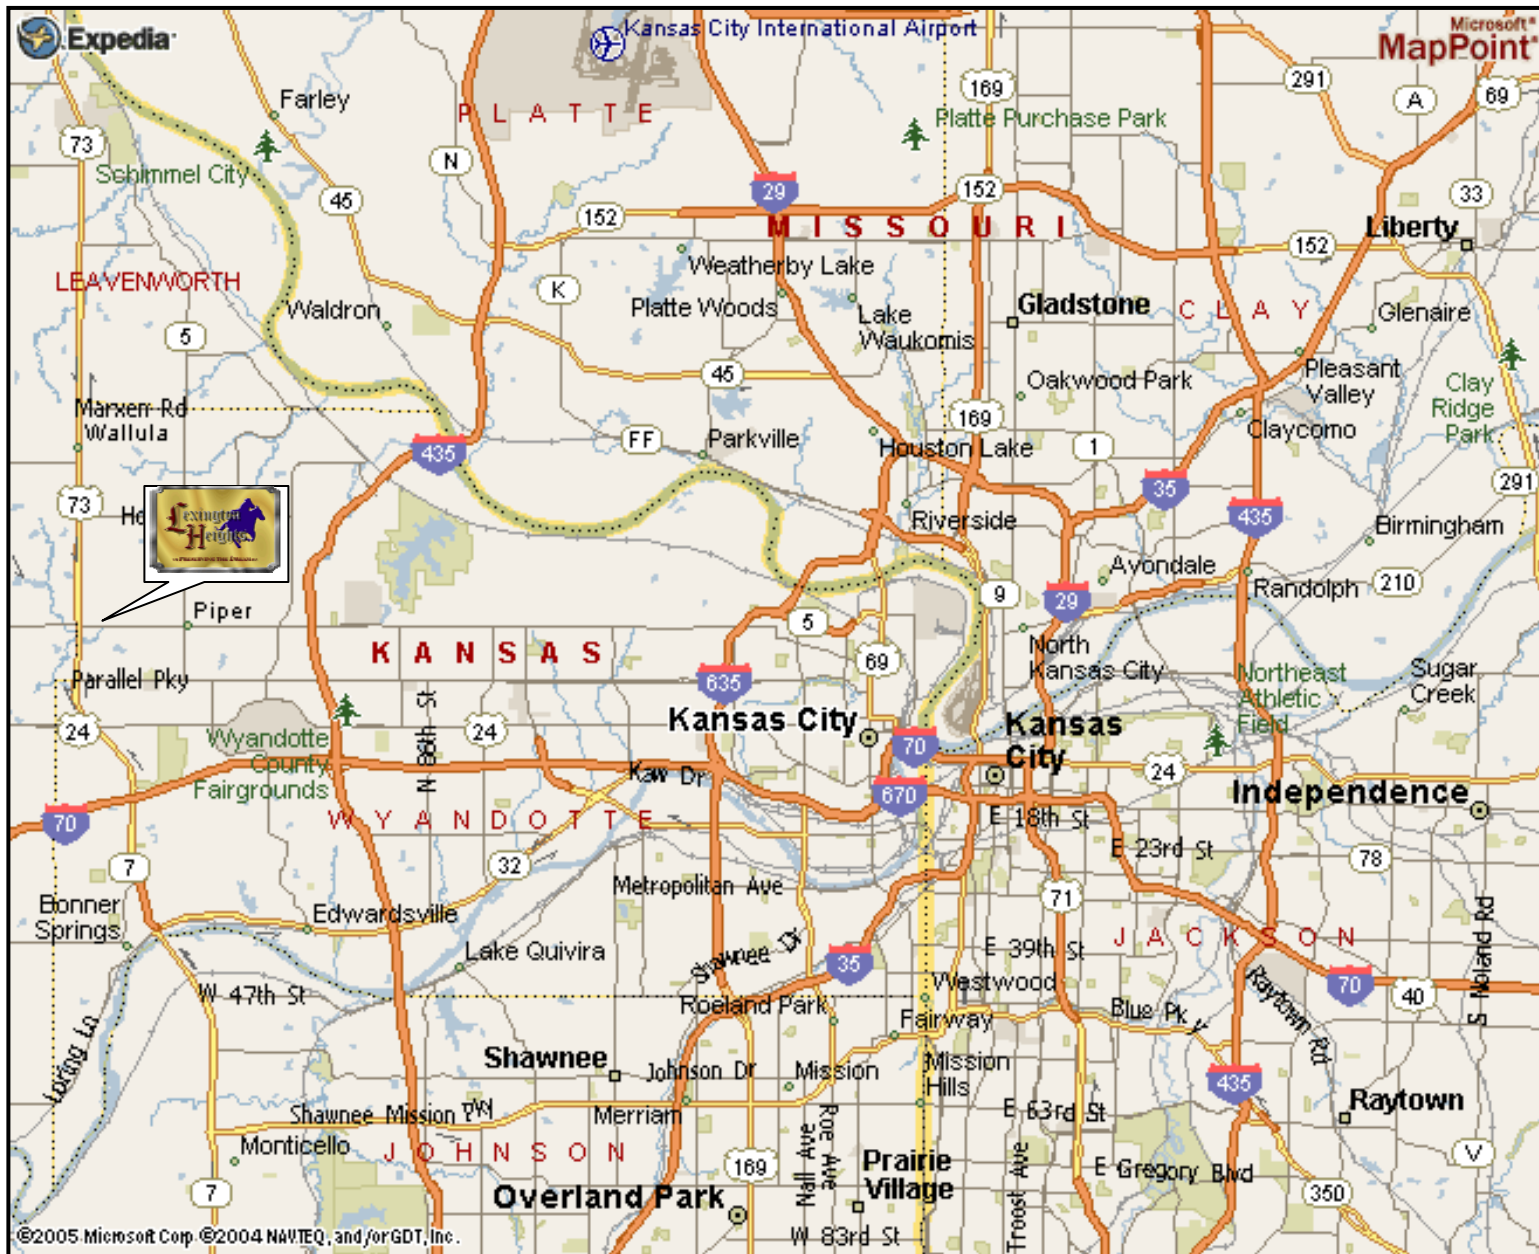 Expedia
Kansas City International Airport
Microsoft®
MapPoint®
169
291
A
69
Farley
P L A T T E
Platte Purchase Park
73
N
Schimmel City
45
29
152
33
152
M I S S O U R I
Liberty
152
Weatherby Lake
LEAVENWORTH
K
Platte Woods
Gladstone
C L A Y
Waldron
Lake
Waukomis
Glenaire
5
45
Oakwood Park
Pleasant
Valley
Clay
Ridge
Park
Marxen Rd
Wallula
169
Claycomo
435
FF
Parkville
Houston Lake
1
73
35
291
Lexington
Heights
435
Riverside
Birmingham
Avondale
Randolph
210
Piper
5
9
29
K A N S A S
North
Kansas City
Parallel Pky
635
69
Northeast
Athletic
Field
Sugar
Creek
N 86th St
24
24
Kansas City
Kansas
City
70
Wyandotte
County
Fairgrounds
Kaw Dr
24
670
Independence
70
W Y A N D O T T E
E 18th St
E 23rd St
78
7
32
Metropolitan Ave
71
Bonner
Springs
Edwardsville
Lake Quivira
Shawnee Dr
35
E 39th St
J A C K S O N
S Noland Rd
W 47th St
Westwood
70
40
Roeland Park
Raytown Rd
Loring Ln
Fairway
Blue Pky
Shawnee
Johnson Dr
Mission
Mission
Hills
435
Shawnee Mission Pky
Merriam
E 63rd St
Raytown
Monticello
J O H N S O N
Nall Ave
Roe Ave
169
Prairie
Village
Troost Ave
E Gregory Blvd
V
7
Overland Park
350
W 83rd St
©2005 Microsoft Corp ©2004 NAVTEQ, and/or GDT, Inc.